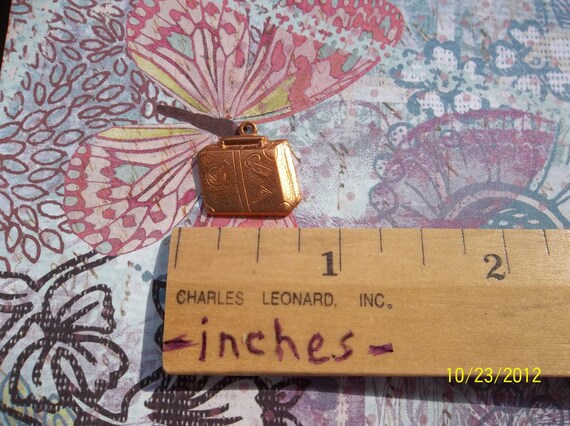 1 2
CHARLES LEONARD, INC.
-inches-
10/23/2012